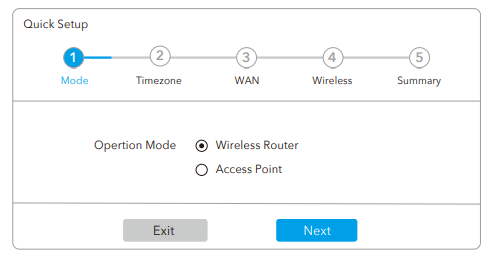 Quick Setup
1 2 3 4 5
Mode Timezone WAN Wireless Summary
Opertion Mode Wireless Router
Access Point
Exit Next